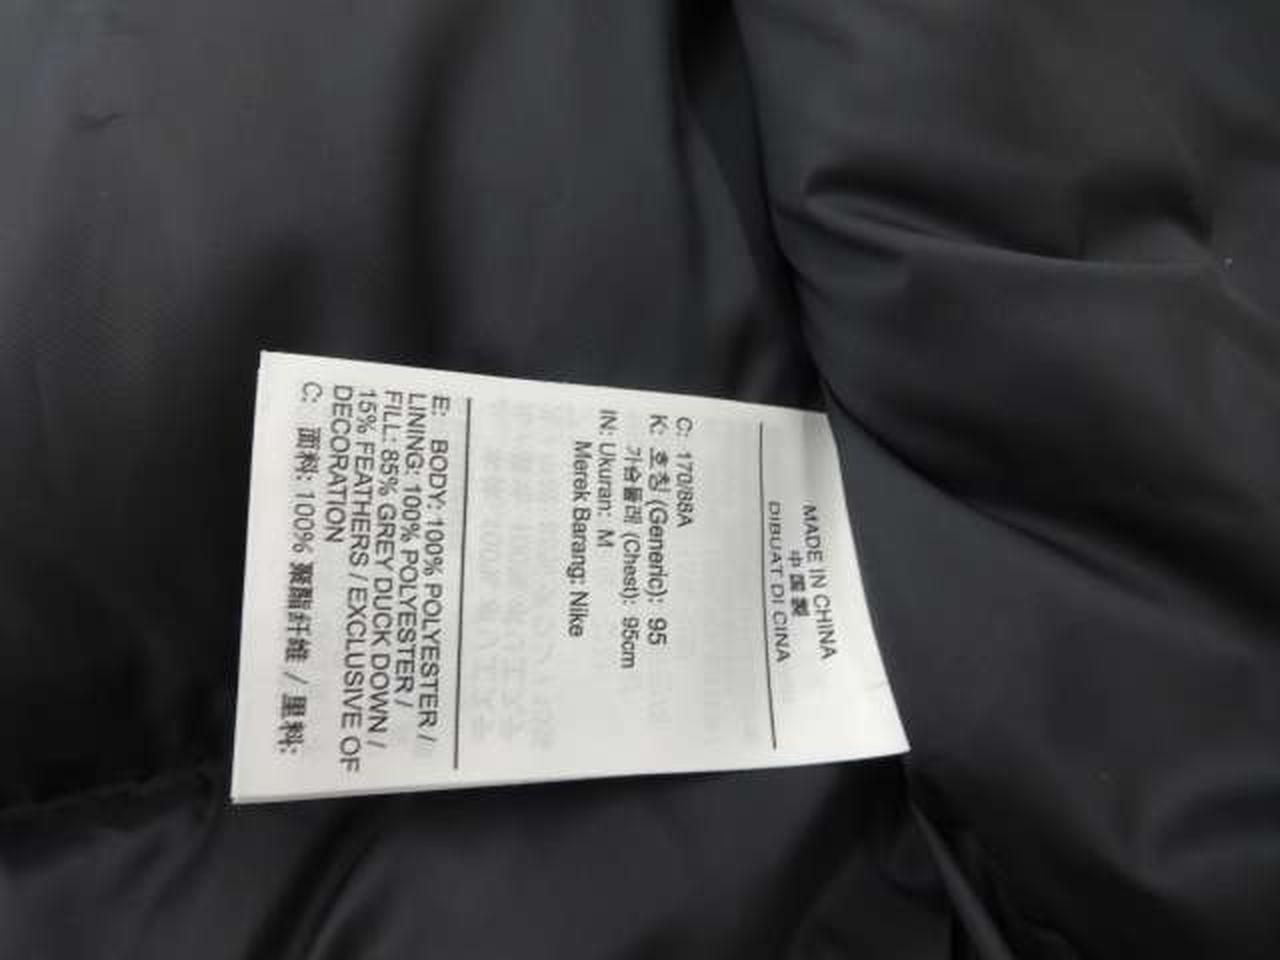 MADE IN CHINA
中国製
DIBUAT DI CINA
C: 170/88A
K: 호칭 (Generic): 95
가슴둘레 (Chest): 95cm
IN: Ukuran: M
Merek Barang: Nike
E: BODY: 100% POLYESTER /
LINING: 100% POLYESTER /
FILL: 85% GREY DUCK DOWN /
15% FEATHERS / EXCLUSIVE OF
DECORATION
C: 面料: 100% 聚酯纤维 / 里料: